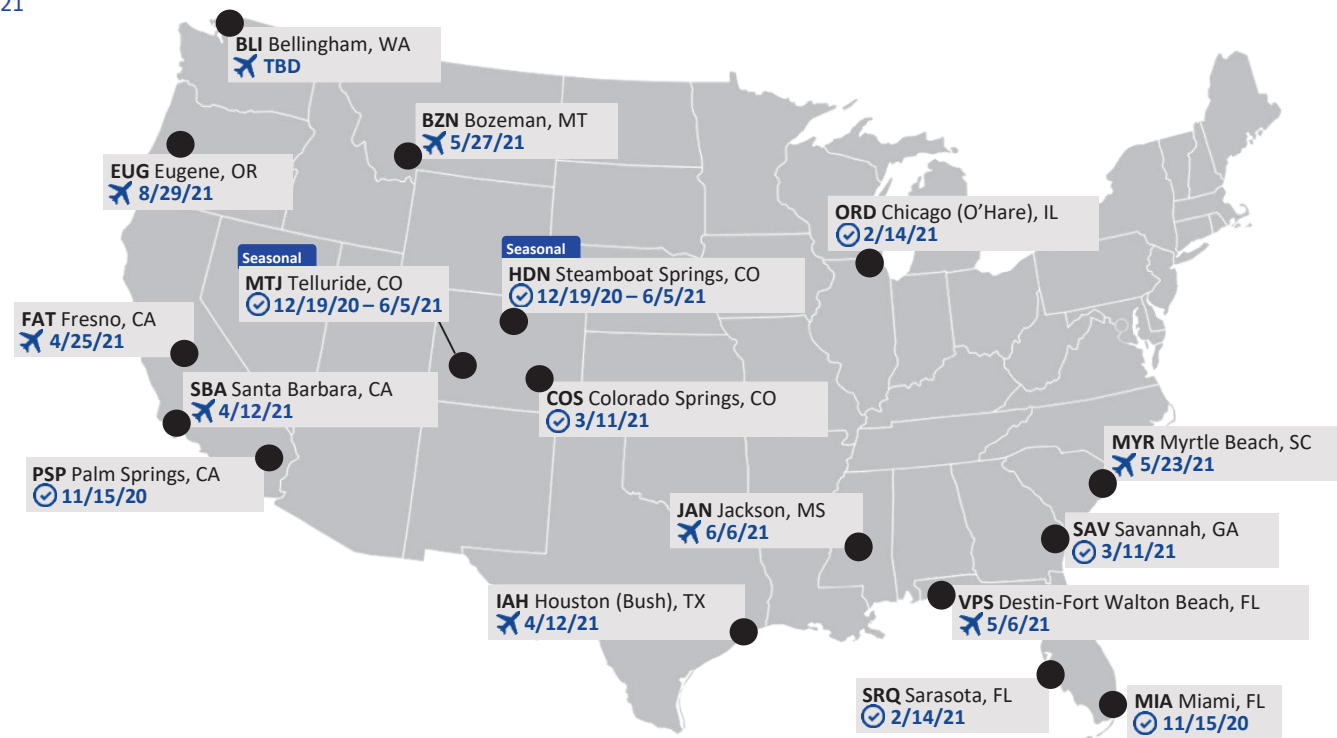 21
BLI Bellingham, WA
TBD
BZN Bozeman, MT
5/27/21
EUG Eugene, OR
8/29/21
ORD Chicago (O'Hare), IL
2/14/21
Seasonal
MTJ Telluride, CO
12/19/20 – 6/5/21
Seasonal
HDN Steamboat Springs, CO
12/19/20 – 6/5/21
FAT Fresno, CA
4/25/21
SBA Santa Barbara, CA
4/12/21
COS Colorado Springs, CO
3/11/21
PSP Palm Springs, CA
11/15/20
MYR Myrtle Beach, SC
5/23/21
JAN Jackson, MS
6/6/21
SAV Savannah, GA
3/11/21
IAH Houston (Bush), TX
4/12/21
VPS Destin-Fort Walton Beach, FL
5/6/21
SRQ Sarasota, FL
2/14/21
MIA Miami, FL
11/15/20